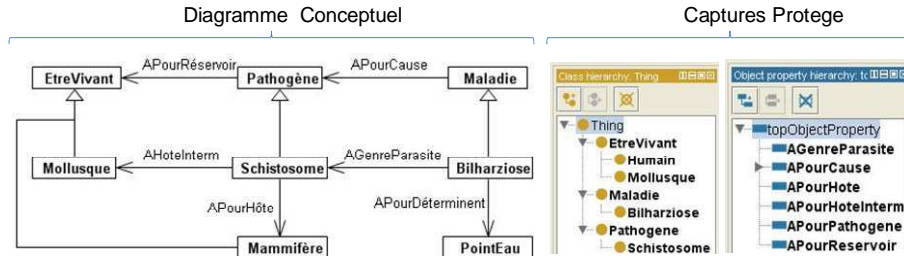 Diagramme Conceptuel
Captures Protege
EtreVivant
APourRéservoir
Pathogène
APourCause
Maladie
Mollusque
AHoteInterm
Schistosome
AGenreParasite
Bilharziose
APourHôte
APourDéterminent
Mammifère
PointEau
Class hierarchy: Thing
Thing
EtreVivant
Humain
Mollusque
Maladie
Bilharziose
Pathogene
Schistosome
Object property hierarchy: to
topObjectProperty
AGenreParasite
APourCause
APourHote
APourHoteInterm
APourPathogene
APourReservoir